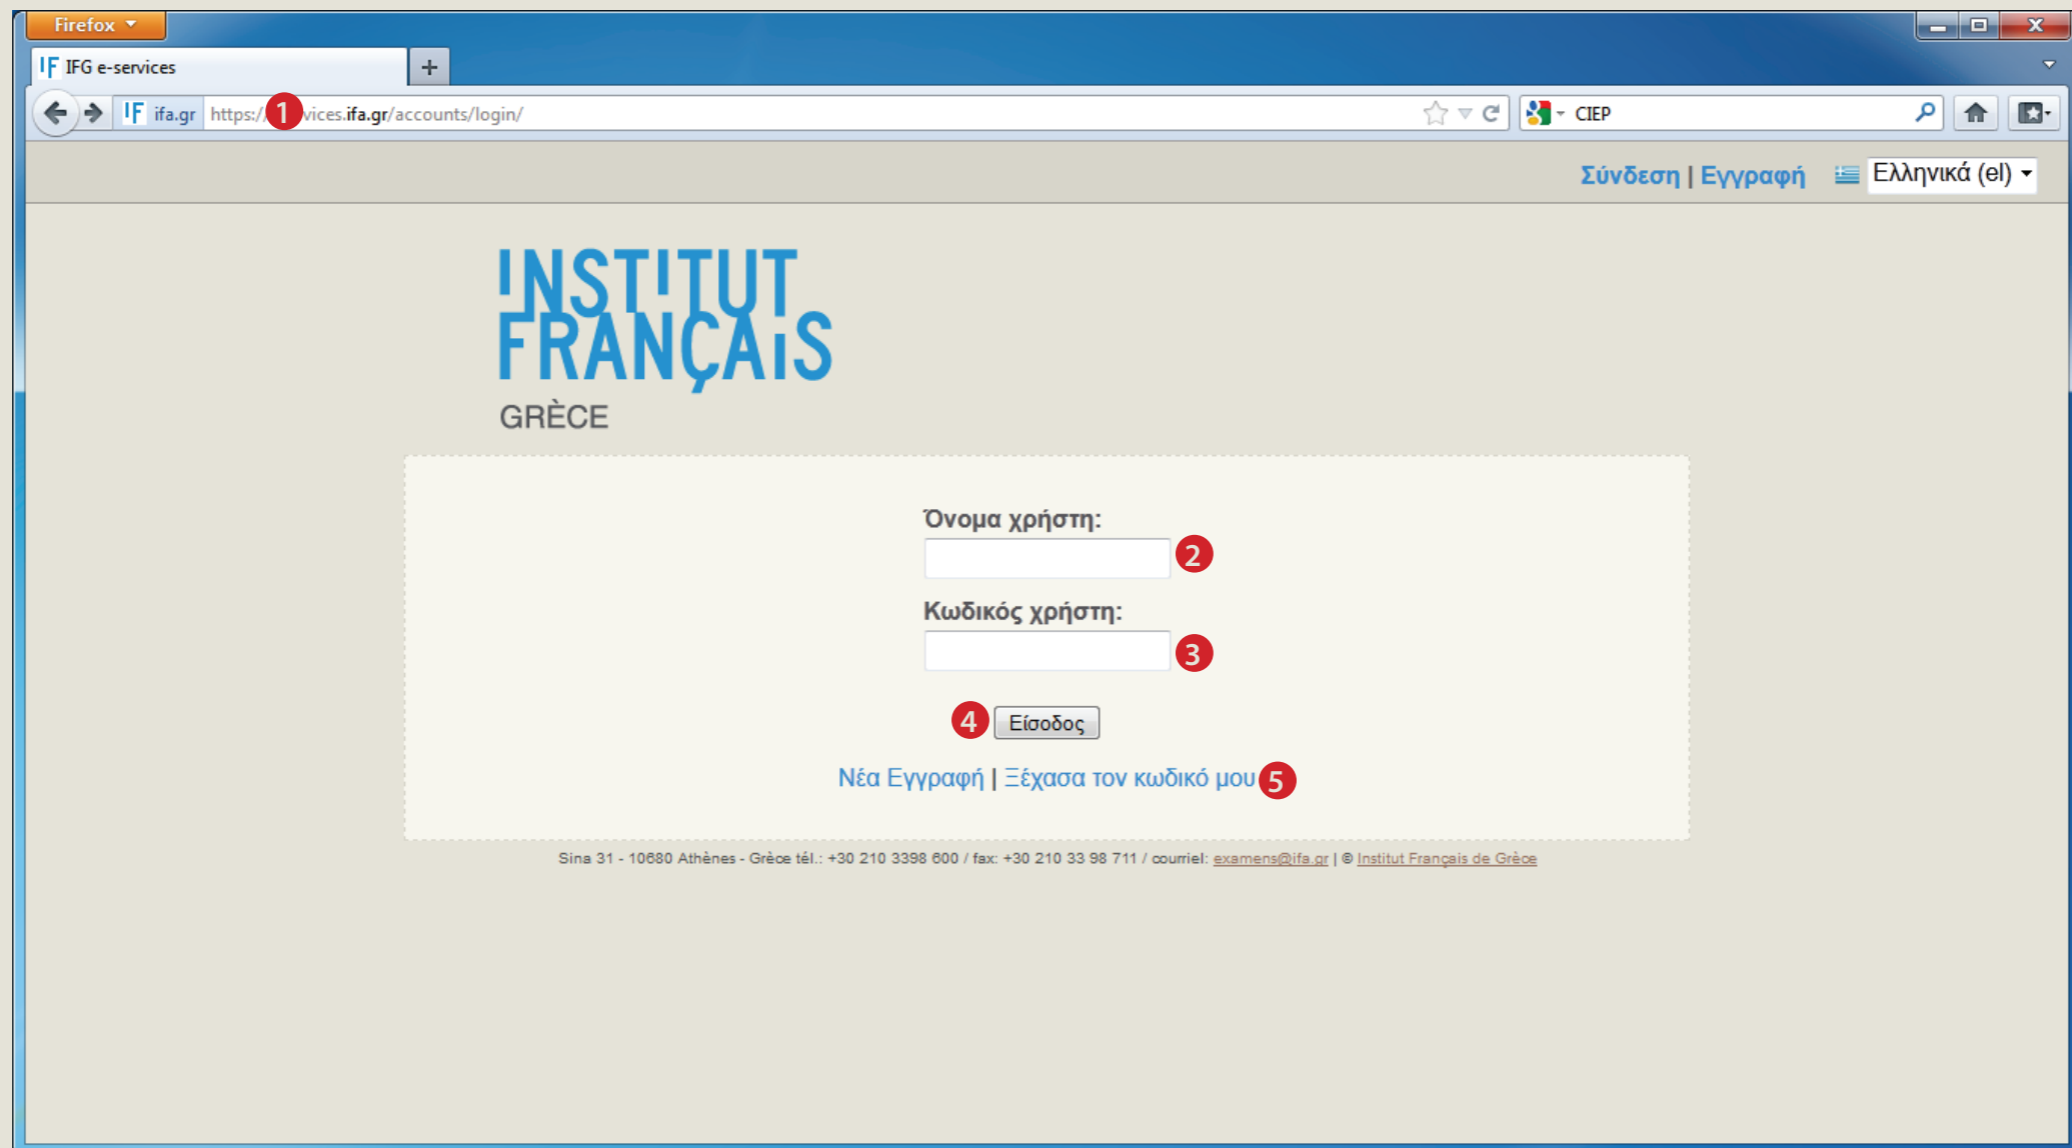 Firefox
IFG e-services
ifa.gr https:// 1 vices.ifa.gr/accounts/login/ CIEP
Σύνδεση | Εγγραφή Ελληνικά (el)
INSTITUT
FRANÇAIS
GRÈCE
Όνομα χρήστη:
2
Κωδικός χρήστη:
3
4 Είσοδος
Νέα Εγγραφή | Ξέχασα τον κωδικό μου 5
Sina 31 - 10680 Athènes - Grèce tél.: +30 210 3398 600 / fax: +30 210 33 98 711 / courriel: examens@ifa.gr | © Institut Français de Grèce